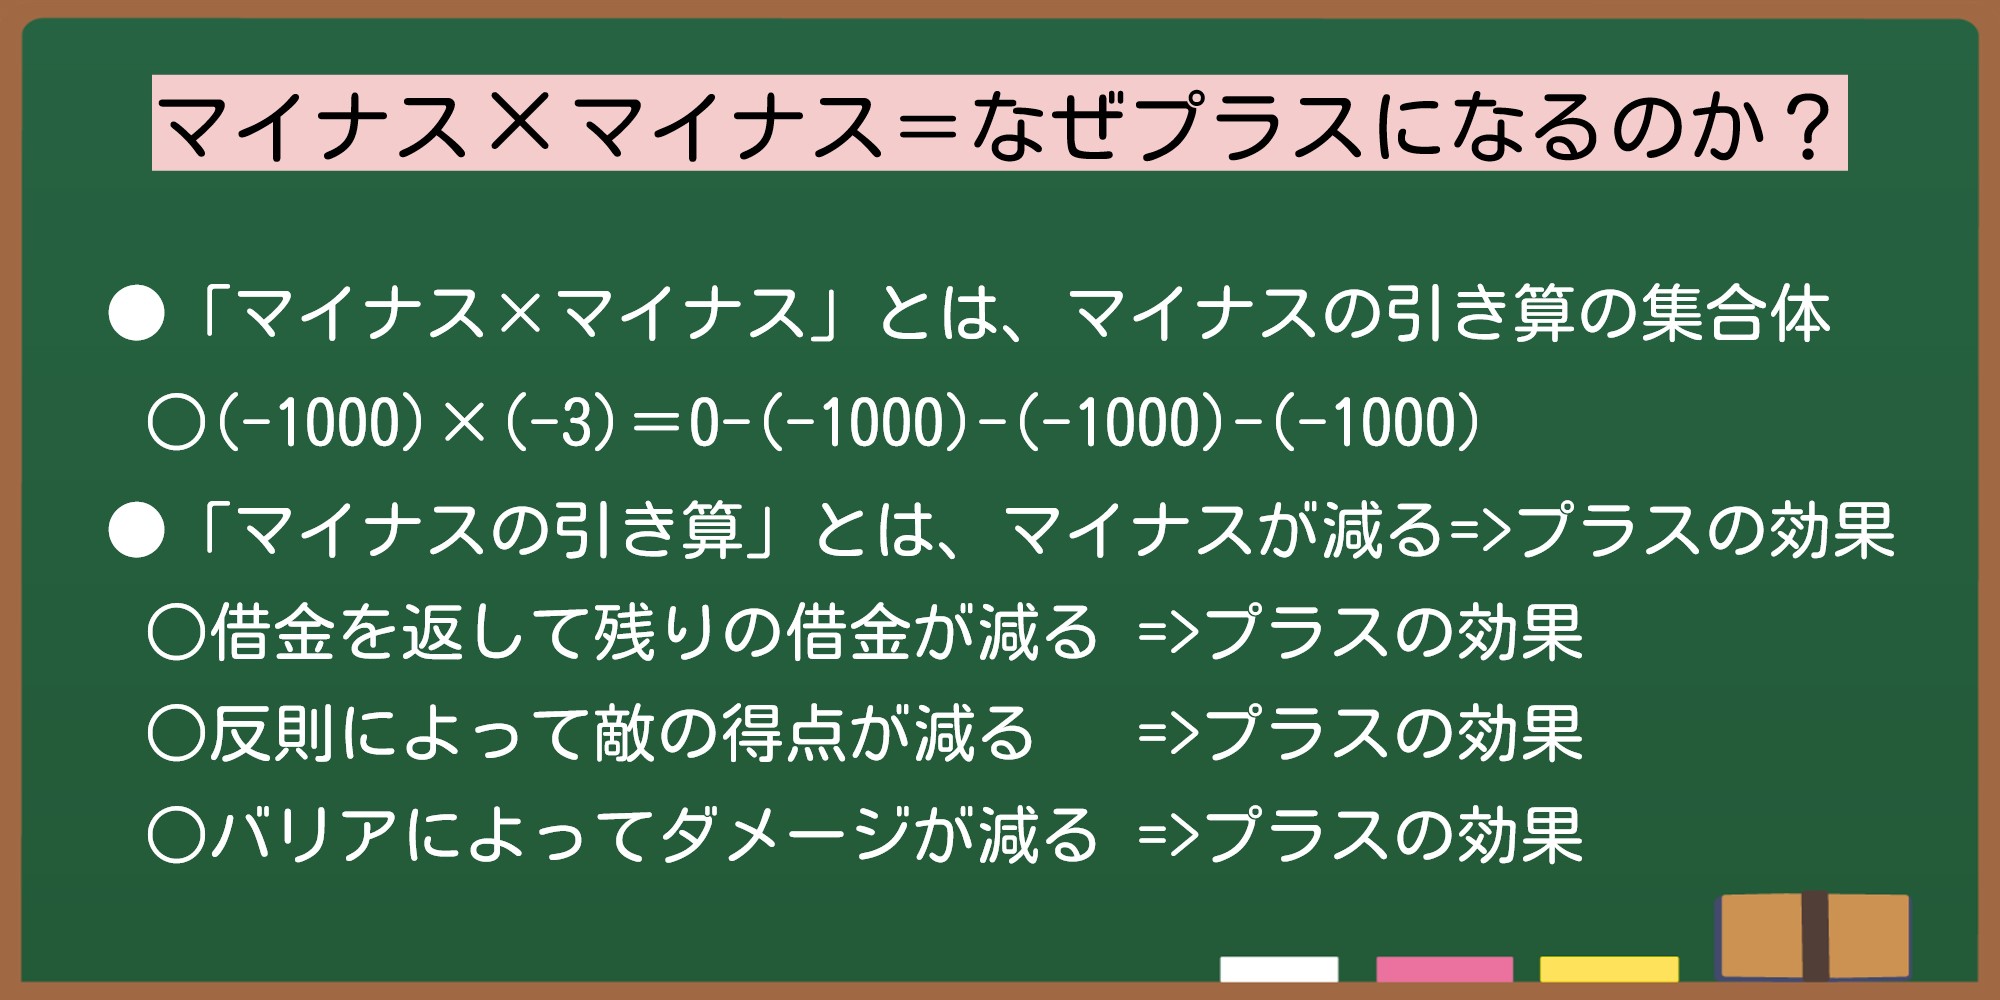 マイナス×マイナス＝なぜプラスになるのか？
●「マイナス×マイナス」とは、マイナスの引き算の集合体
○(-1000)×(-3)＝0-(-1000)-(-1000)-(-1000)
●「マイナスの引き算」とは、マイナスが減る=>プラスの効果
○借金を返して残りの借金が減る =>プラスの効果
○反則によって敵の得点が減る =>プラスの効果
○バリアによってダメージが減る =>プラスの効果